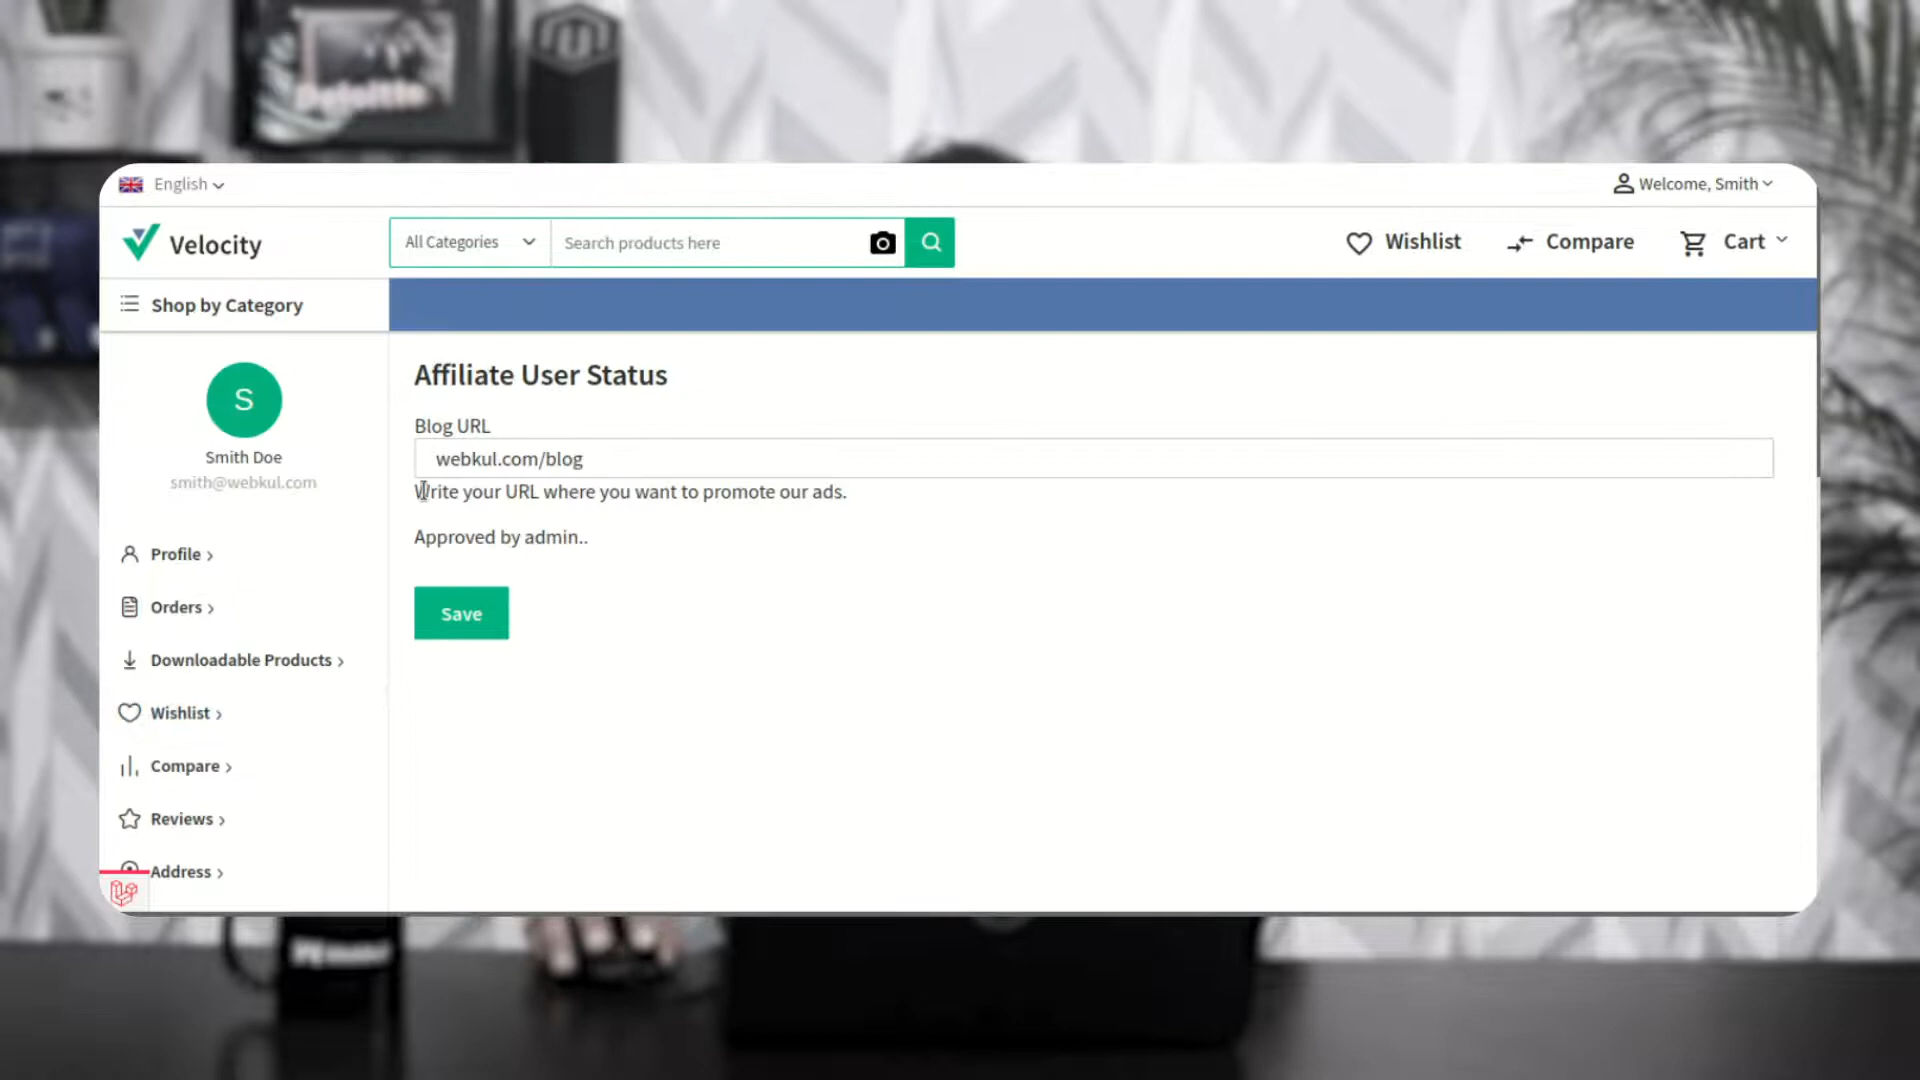 Deloitte
English
Welcome, Smith
Velocity
All Categories
Search products here
Wishlist
Compare
Cart
Shop by Category
S
Smith Doe
smith@webkul.com
Profile
Orders
Downloadable Products
Wishlist
Compare
Reviews
Address
Affiliate User Status
Blog URL
webkul.com/blog
Write your URL where you want to promote our ads.
Approved by admin..
Save